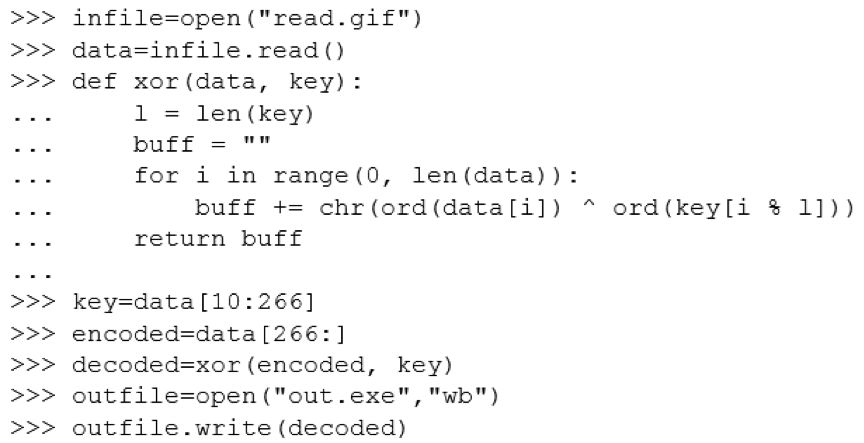 >>> infile=open("read.gif")
>>> data=infile.read()
>>> def xor(data, key):
...     l = len(key)
...     buff = ""
...     for i in range(0, len(data)):
...         buff += chr(ord(data[i]) ^ ord(key[i % l]))
...     return buff
...
>>> key=data[10:266]
>>> encoded=data[266:]
>>> decoded=xor(encoded, key)
>>> outfile=open("out.exe","wb")
>>> outfile.write(decoded)